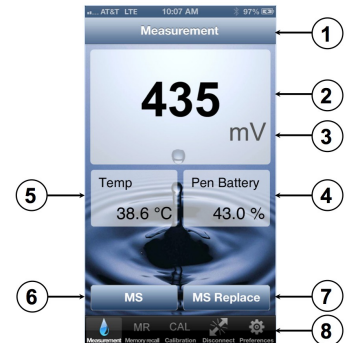 AT&T LTE 10:07 AM 97%
Measurement
1
435
2
mV
3
Temp
Pen Battery
5
4
38.6 °C
43.0 %
6
MS
MS Replace
7
MR
CAL
8
Measurement Memory recall Calibration Disconnect Preferences